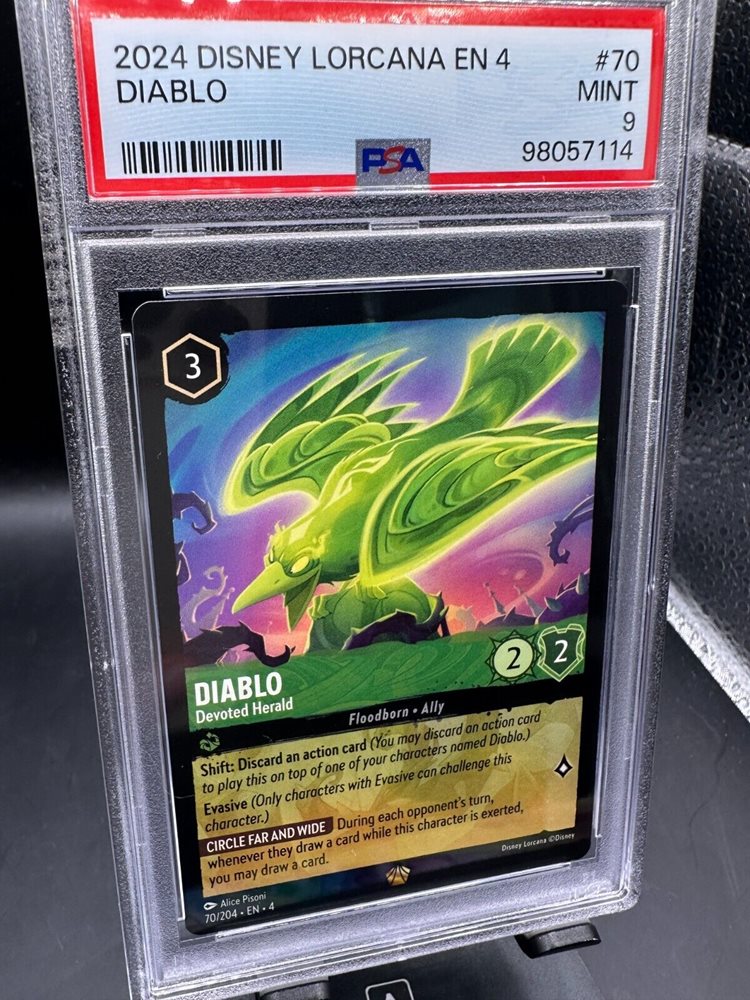 2024 DISNEY LORCANA EN 4 #70
DIABLO MINT
9
PSA 98057114
3
2 2
DIABLO
Devoted Herald
Floodborn • Ally
Shift: Discard an action card (You may discard an action card
to play this on top of one of your characters named Diablo.)
Evasive (Only characters with Evasive can challenge this
character.)
CIRCLE FAR AND WIDE During each opponent's turn,
whenever they draw a card while this character is exerted,
you may draw a card.
Disney Lorcana ©Disney
Alice Pisoni
70/204 • EN • 4